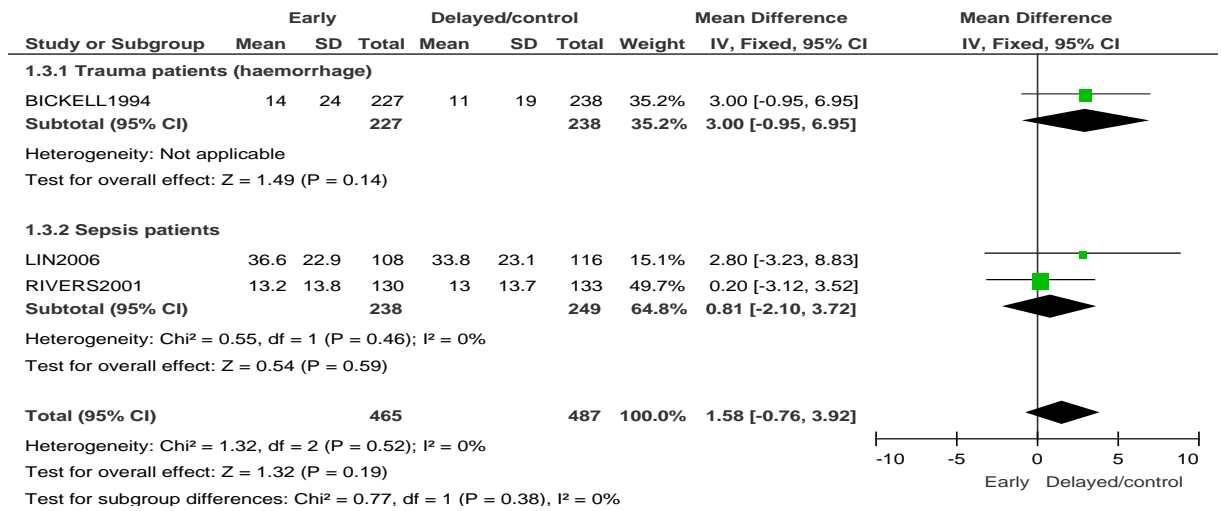 Early Delayed/control Mean Difference Mean Difference
Study or Subgroup Mean SD Total Mean SD Total Weight IV, Fixed, 95% CI IV, Fixed, 95% CI
1.3.1 Trauma patients (haemorrhage)
BICKELL1994 14 24 227 11 19 238 35.2% 3.00 [-0.95, 6.95]
Subtotal (95% CI) 227 238 35.2% 3.00 [-0.95, 6.95]
Heterogeneity: Not applicable
Test for overall effect: Z = 1.49 (P = 0.14)
1.3.2 Sepsis patients
LIN2006 36.6 22.9 108 33.8 23.1 116 15.1% 2.80 [-3.23, 8.83]
RIVERS2001 13.2 13.8 130 13 13.7 133 49.7% 0.20 [-3.12, 3.52]
Subtotal (95% CI) 238 249 64.8% 0.81 [-2.10, 3.72]
Heterogeneity: Chi² = 0.55, df = 1 (P = 0.46); I² = 0%
Test for overall effect: Z = 0.54 (P = 0.59)
Total (95% CI) 465 487 100.0% 1.58 [-0.76, 3.92]
Heterogeneity: Chi² = 1.32, df = 2 (P = 0.52); I² = 0%
Test for overall effect: Z = 1.32 (P = 0.19)
Test for subgroup differences: Chi² = 0.77, df = 1 (P = 0.38), I² = 0%
-10 -5 0 5 10
Early Delayed/control